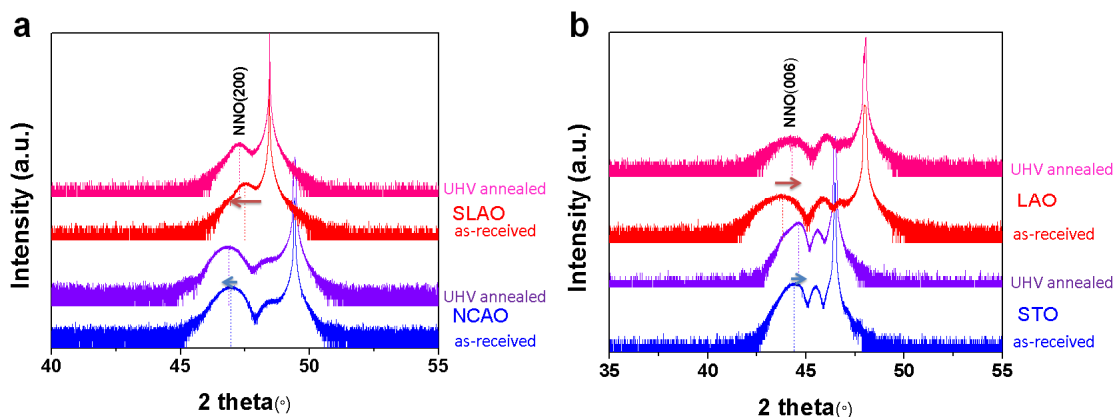 a
Intensity (a.u.)
NNO(200)
UHV annealed
SLAO
as-received
UHV annealed
NCAO
as-received
40
45
50
55
2 theta(°)
b
Intensity (a.u.)
NNO(006)
UHV annealed
LAO
as-received
UHV annealed
STO
as-received
35
40
45
50
55
2 theta(°)